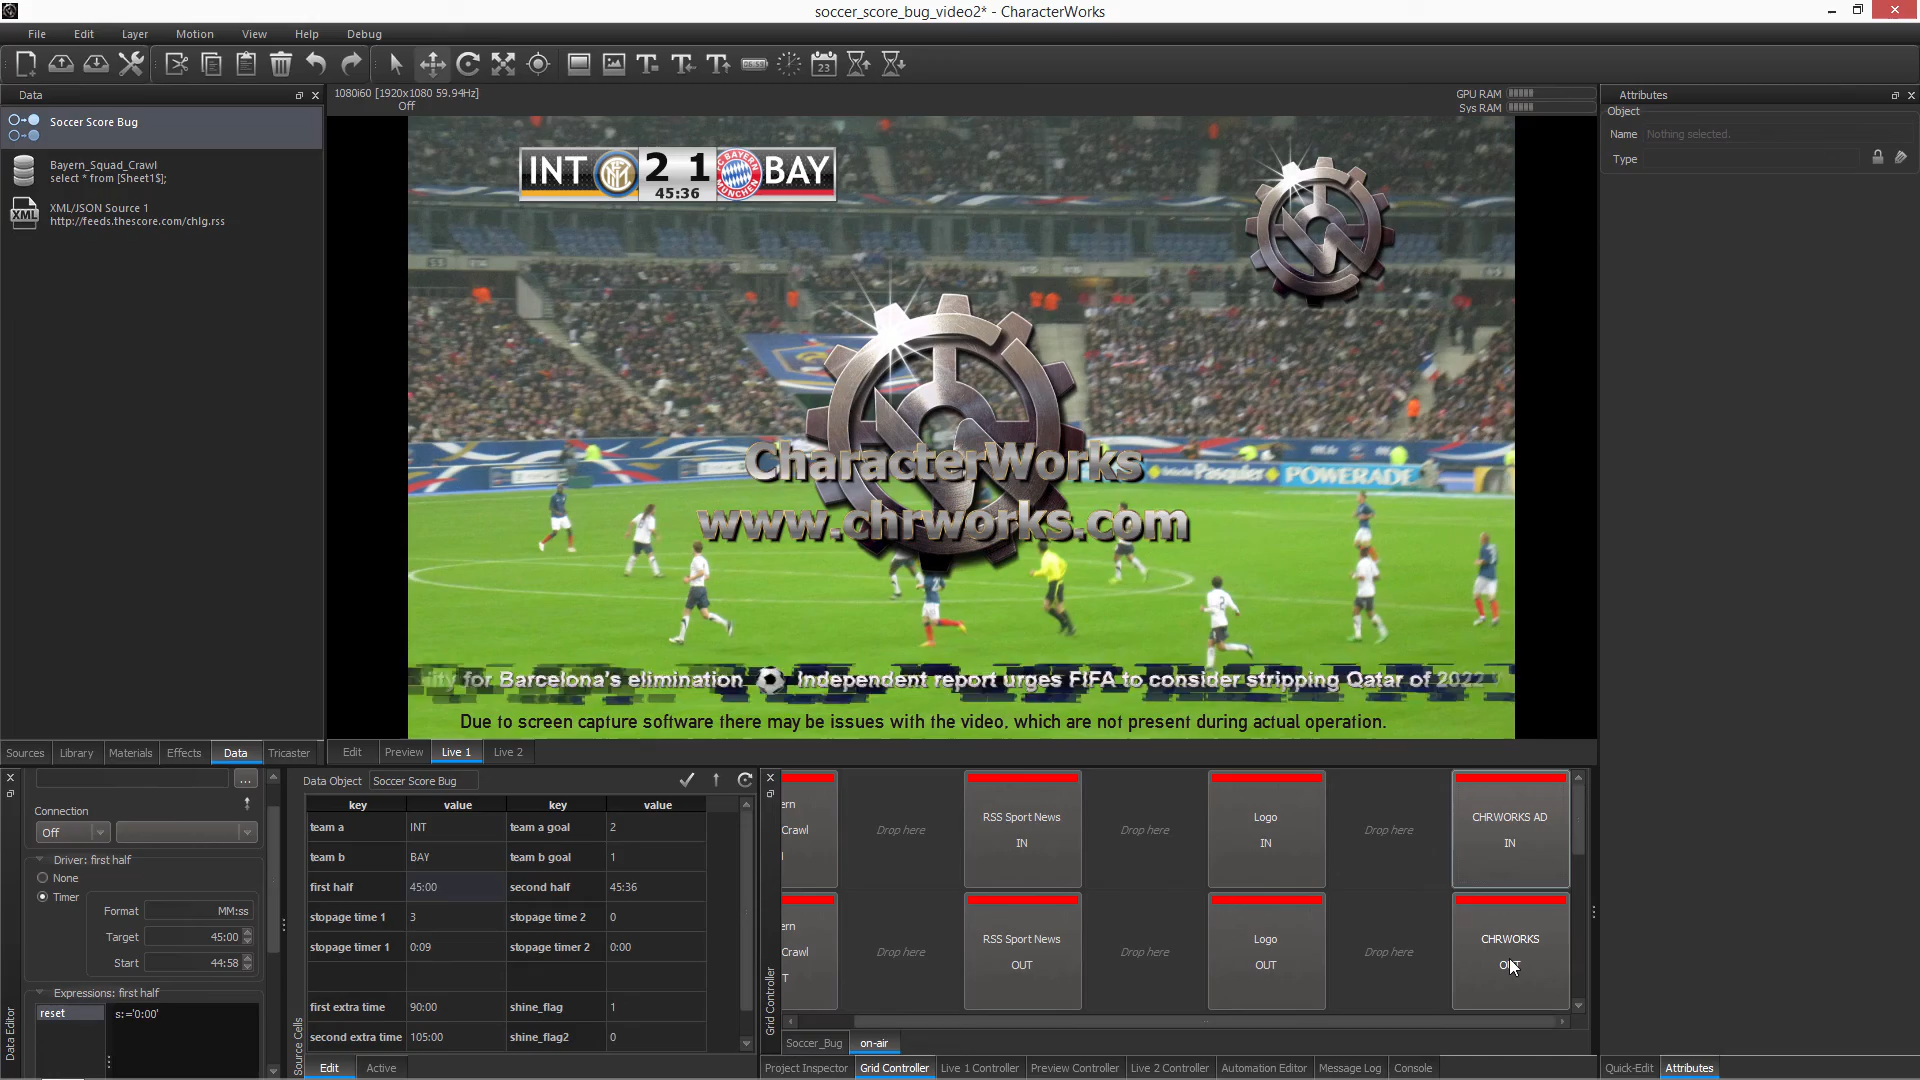 soccer_score_bug_video2* - CharacterWorks
File Edit Layer Motion View Help Debug
23
Data
1080i60 [1920x1080 59.94Hz]
Off
GPU RAM
Sys RAM
Attributes
Object
Name Nothing selected.
Type
Soccer Score Bug
Bayern_Squad_Crawl
select * from [Sheet1$];
XML
XML/JSON Source 1
http://feeds.thescore.com/chlg.rss
INT 2 1 BAY
45:36
POWERADE
CharacterWorks
www.chrworks.com
ity for Barcelona's elimination Independent report urges FIFA to consider stripping Qatar of 2022
Due to screen capture software there may be issues with the video, which are not present during actual operation.
Sources Library Materials Effects Data Tricaster
Edit Preview Live 1 Live 2
...
Connection
Off
Driver: first half
None
Timer
Format MM:ss
Target 45:00
Start 44:58
Expressions: first half
reset s:='0:00'
Data Editor
Data Object Soccer Score Bug
key value key value
team a INT team a goal 2
team b BAY team b goal 1
first half 45:00 second half 45:36
stopage time 1 3 stopage time 2 0
stopage timer 1 0:09 stopage timer 2 0:00
first extra time 90:00 shine_flag 1
second extra time 105:00 shine_flag2 0
Source Cells
Edit Active
Grid Controller
ern
Crawl
Drop here
RSS Sport News
IN
Drop here
Logo
IN
Drop here
CHRWORKS AD
IN
ern
Crawl
T
Drop here
RSS Sport News
OUT
Drop here
Logo
OUT
Drop here
CHRWORKS
OUT
Soccer_Bug on-air
Project Inspector Grid Controller Live 1 Controller Preview Controller Live 2 Controller Automation Editor Message Log Console
Quick-Edit Attributes